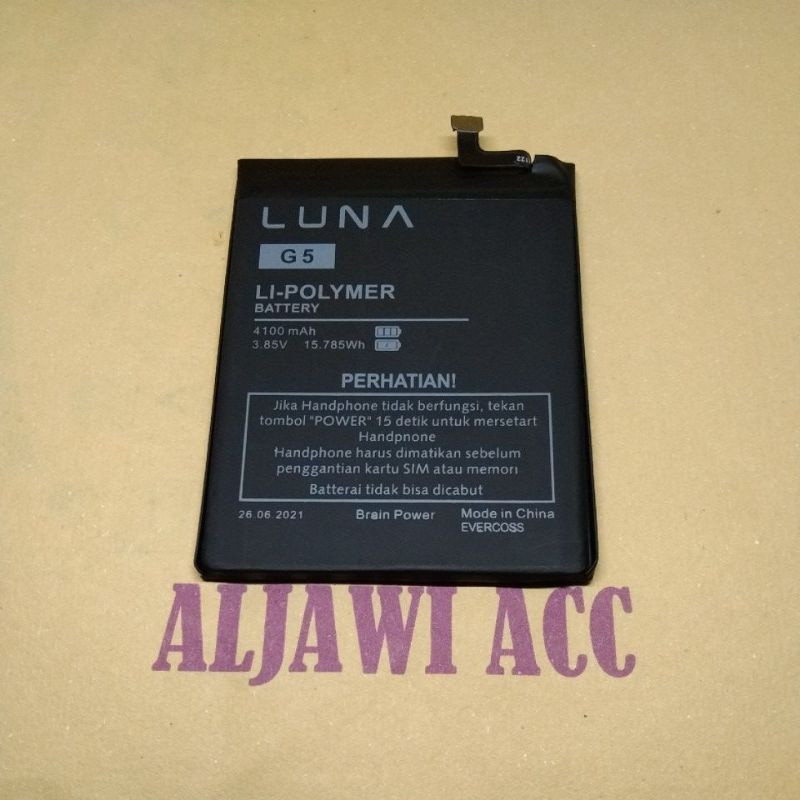 LUNA
G5
LI-POLYMER
BATTERY
4100 mAh
3.85V 15.785Wh
PERHATIAN!
Jika Handphone tidak berfungsi, tekan
tombol "POWER" 15 detik untuk mersetart
Handpnone
Handphone harus dimatikan sebelum
penggantian kartu SIM atau memori
Batterai tidak bisa dicabut
26.06.2021 Brain Power Made in China
EVERCOSS
ALJAWI ACC